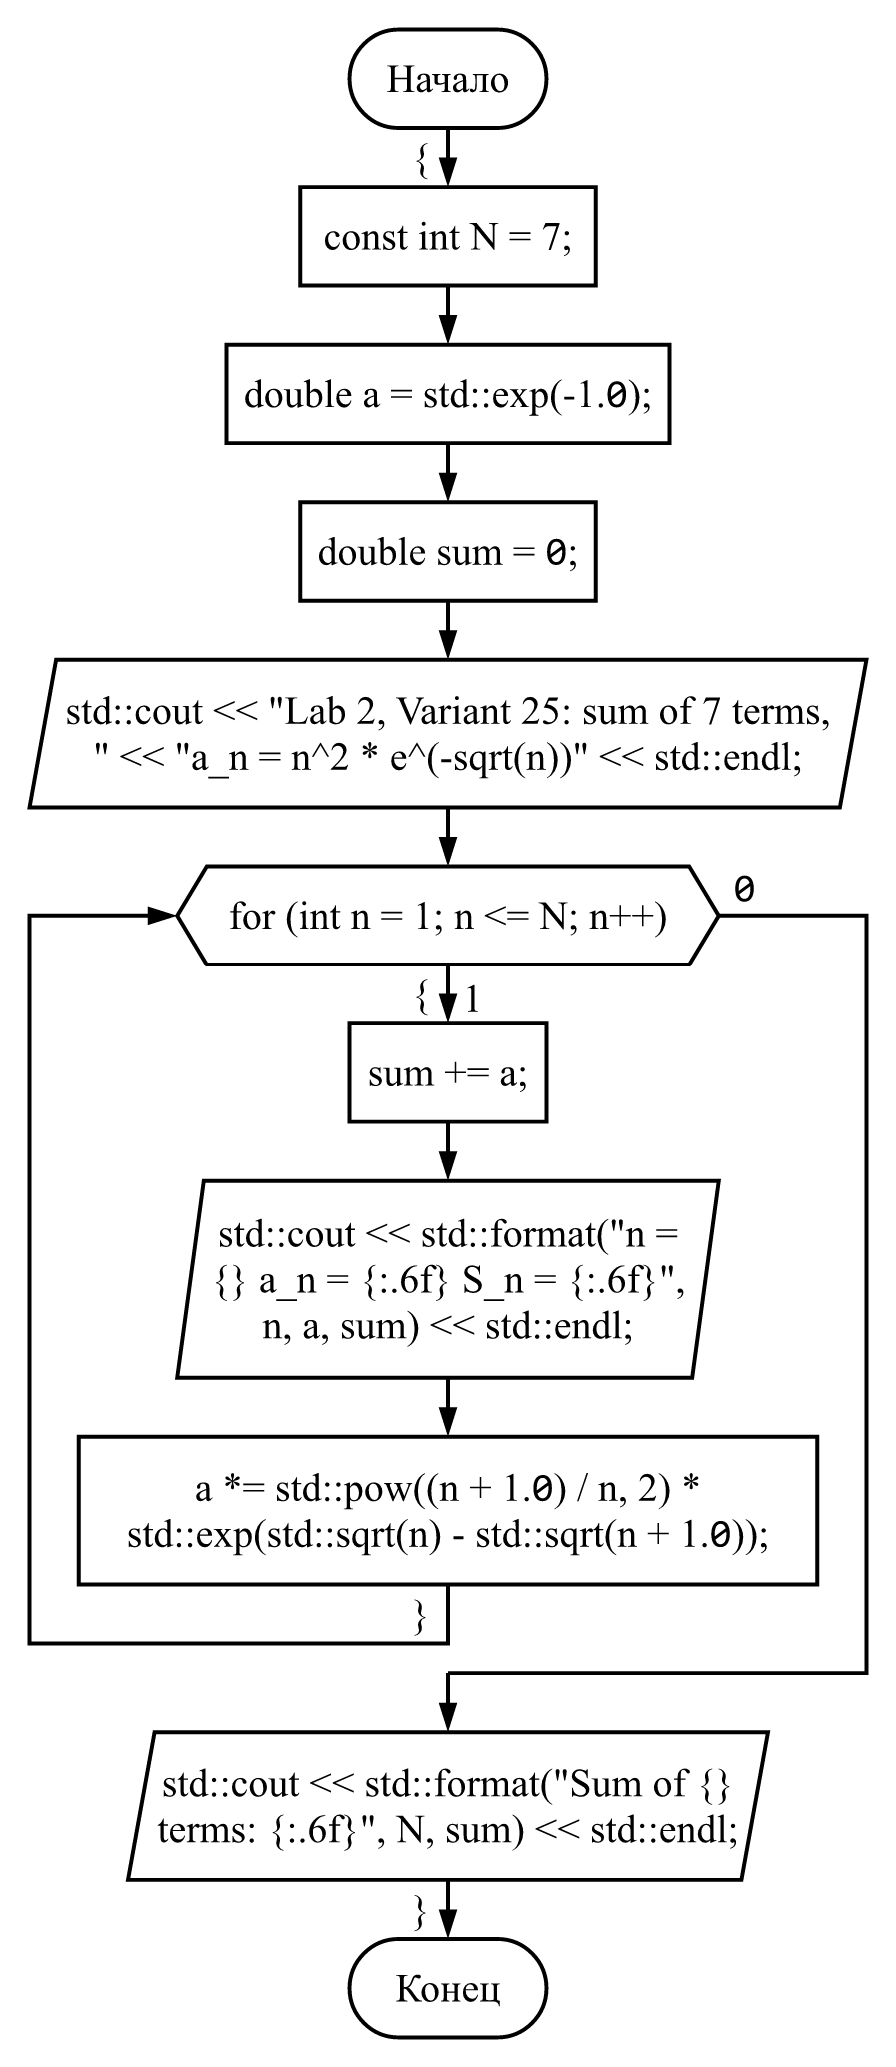 Начало
{
const int N = 7;
double a = std::exp(-1.0);
double sum = 0;
std::cout << "Lab 2, Variant 25: sum of 7 terms,
" << "a_n = n^2 * e^(-sqrt(n))" << std::endl;
for (int n = 1; n <= N; n++)
0
{ 1
sum += a;
std::cout << std::format("n =
{} a_n = {:.6f} S_n = {:.6f}",
n, a, sum) << std::endl;
a *= std::pow((n + 1.0) / n, 2) *
std::exp(std::sqrt(n) - std::sqrt(n + 1.0));
}
std::cout << std::format("Sum of {}
terms: {:.6f}", N, sum) << std::endl;
}
Конец